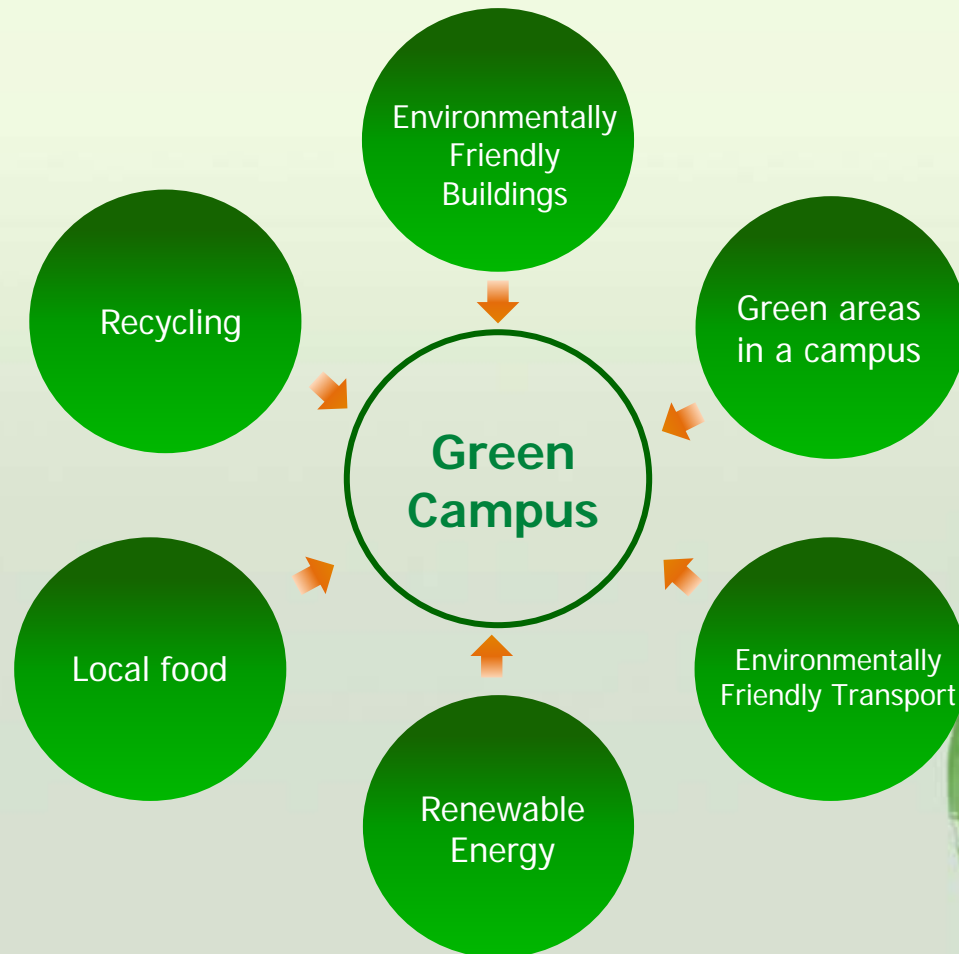 Environmentally
Friendly
Buildings
Recycling
Green areas
in a campus
Green
Campus
Local food
Environmentally
Friendly Transport
Renewable
Energy